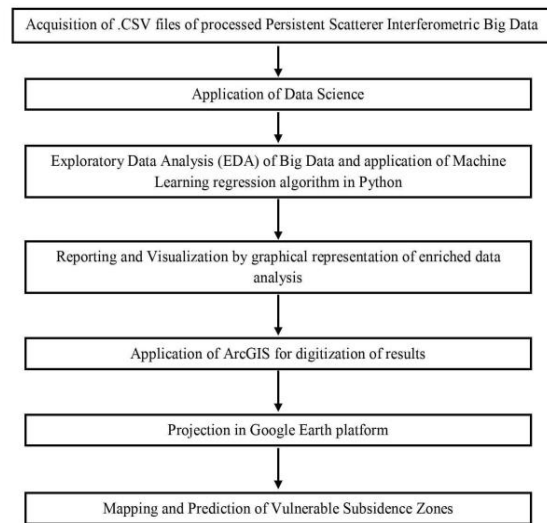 Acquisition of .CSV files of processed Persistent Scatterer Interferometric Big Data
Application of Data Science
Exploratory Data Analysis (EDA) of Big Data and application of Machine
Learning regression algorithm in Python
Reporting and Visualization by graphical representation of enriched data
analysis
Application of ArcGIS for digitization of results
Projection in Google Earth platform
Mapping and Prediction of Vulnerable Subsidence Zones